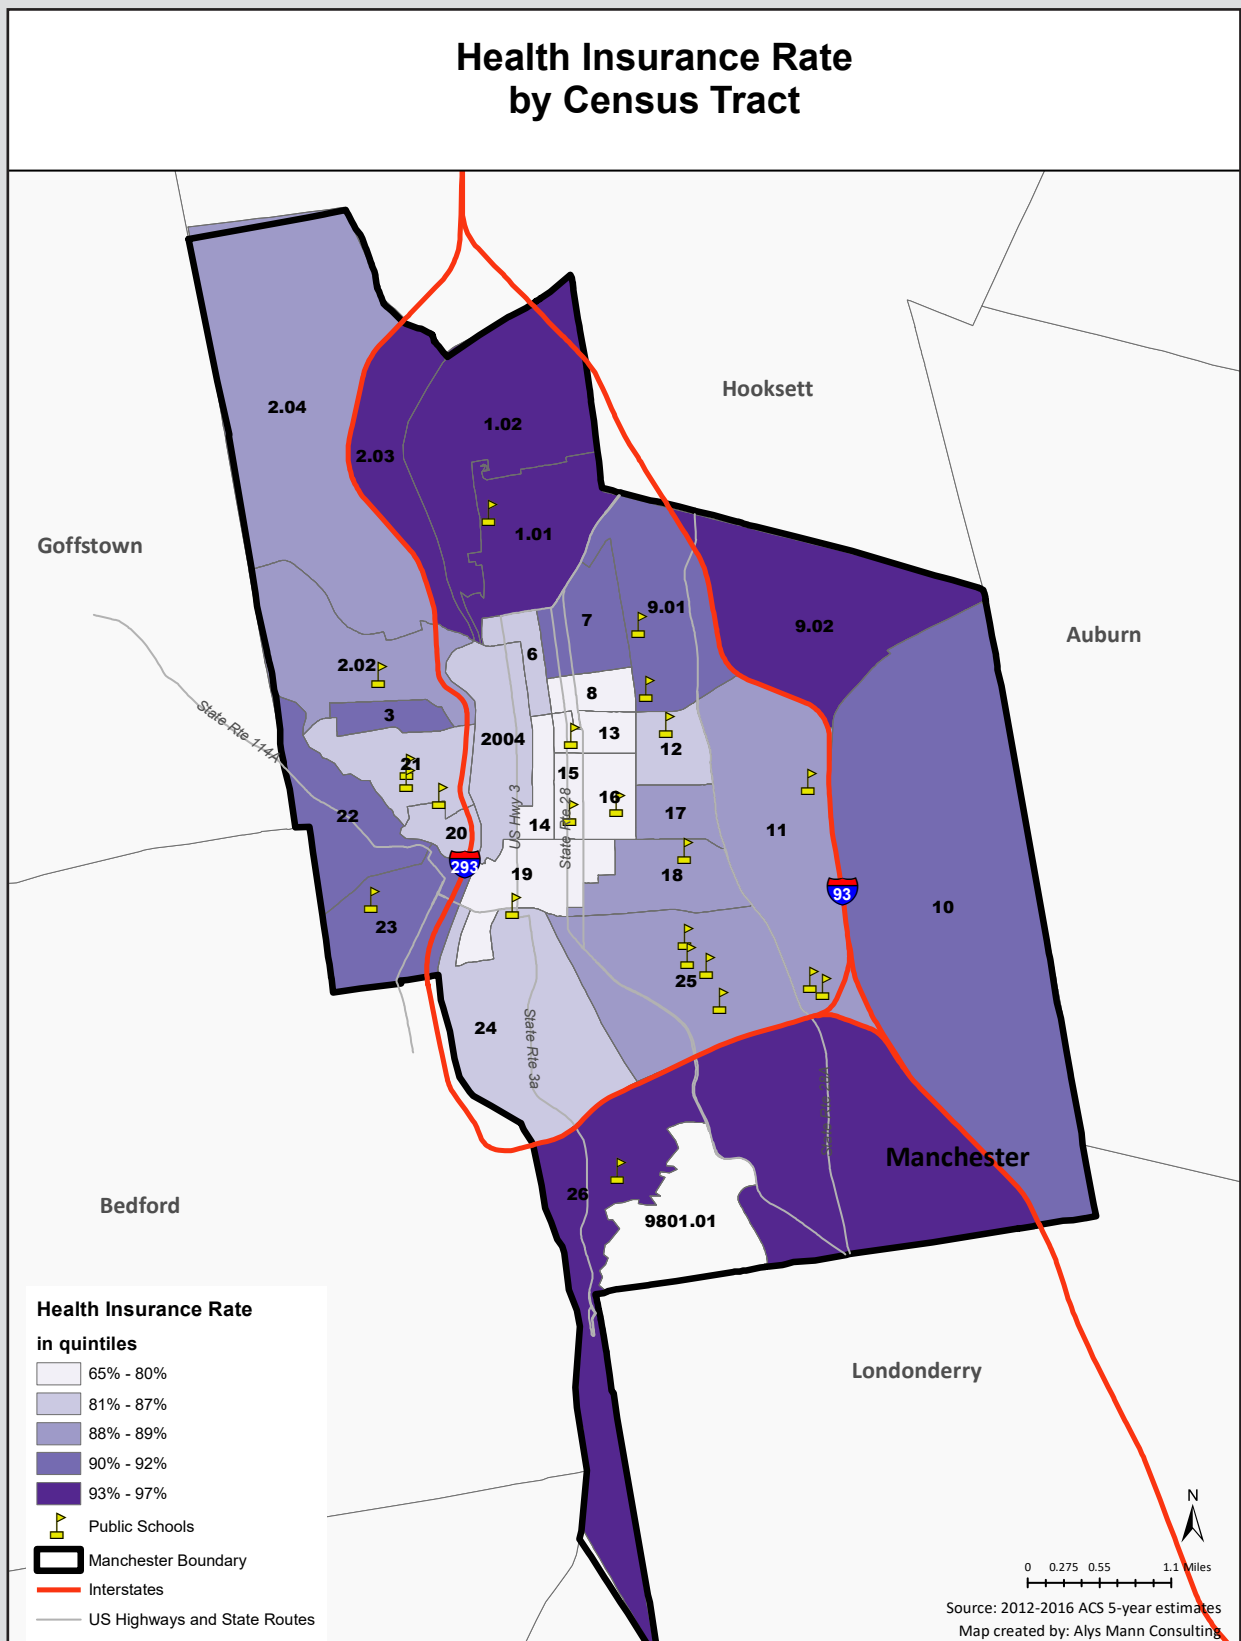 Health Insurance Rate
by Census Tract
Hooksett
2.04
1.02
2.03
1.01
Goffstown
7
9.01
9.02
Auburn
6
2.02
8
3
13
2004
12
State Rte 114A
21
15
16
22
US Hwy 3
State Rte 28
14
17
11
20
293
19
18
93
10
23
25
24
State Rte 3a
Manchester
26
Bedford
9801.01
Londonderry
Health Insurance Rate
in quintiles
65% - 80%
81% - 87%
88% - 89%
90% - 92%
93% - 97%
Public Schools
Manchester Boundary
Interstates
US Highways and State Routes
N
0 0.275 0.55 1.1 Miles
Source: 2012-2016 ACS 5-year estimates
Map created by: Alys Mann Consulting